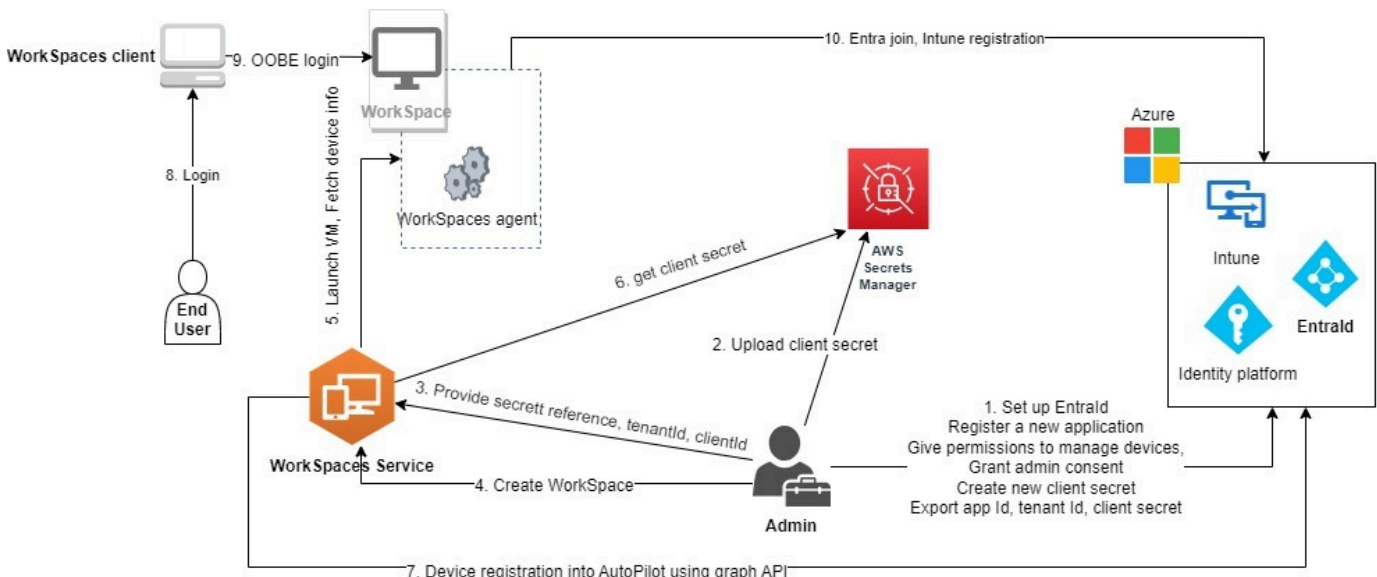 10. Entra join, Intune registration
WorkSpaces client
9. OOBE login
WorkSpace
Azure
5. Launch VM, Fetch device info
8. Login
WorkSpaces agent
6. get client secret
AWS
Secrets
Manager
Intune
EntraId
End
User
2. Upload client secret
Identity platform
3. Provide secrett reference, tenantId, clientId
1. Set up EntraId
Register a new application
Give permissions to manage devices,
Grant admin consent
Create new client secret
Export app Id, tenant Id, client secret
WorkSpaces Service
4. Create WorkSpace
Admin
7. Device registration into AutoPilot using graph API